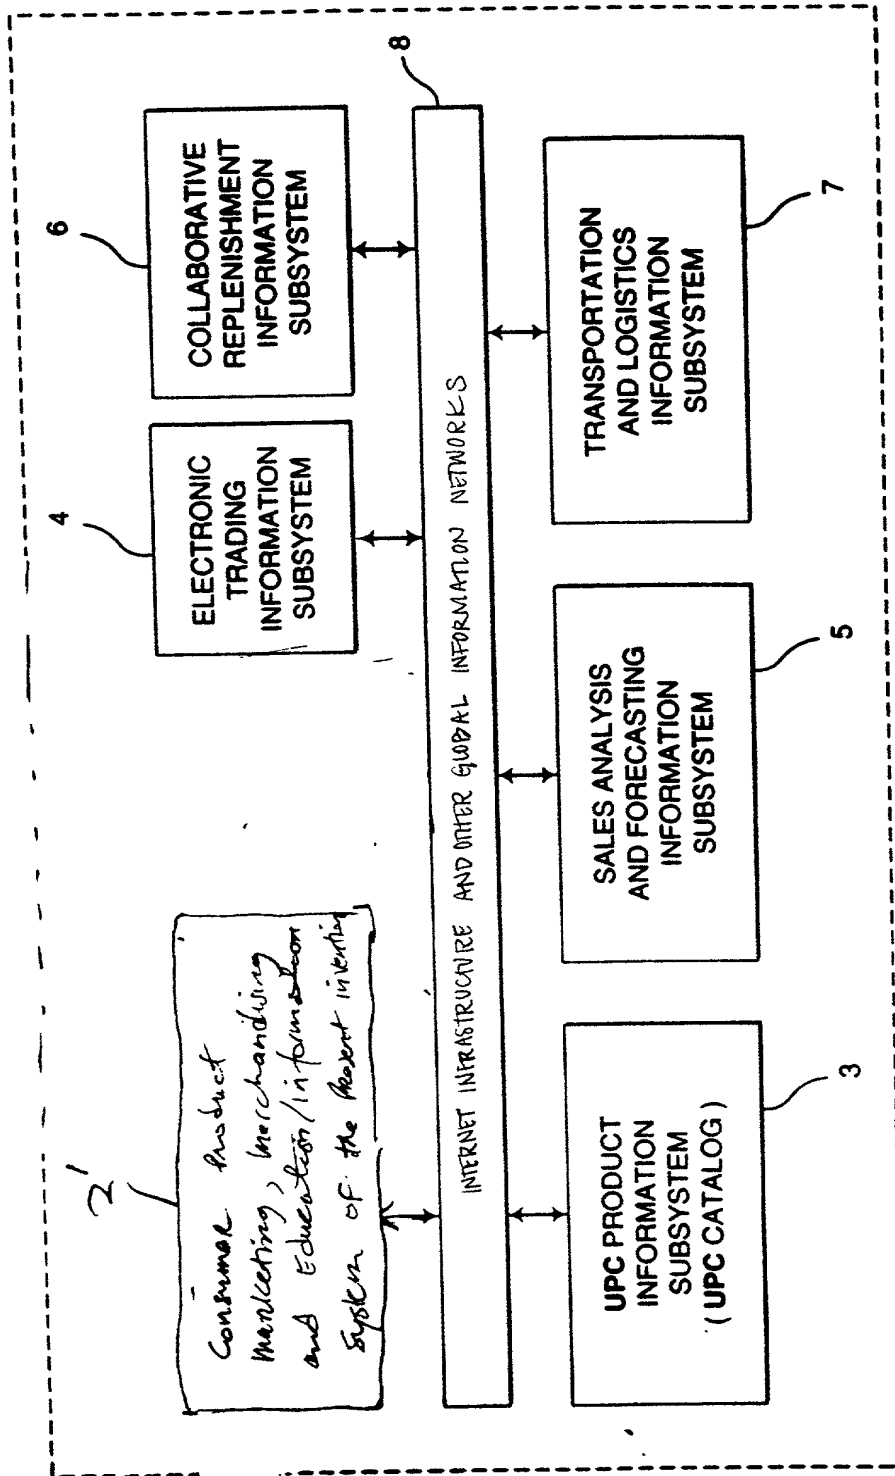 2'
Consumer Product
Marketing, Merchandising
and Education/information
System of the Present invention
4
ELECTRONIC
TRADING
INFORMATION
SUBSYSTEM
6
COLLABORATIVE
REPLENISHMENT
INFORMATION
SUBSYSTEM
8
INTERNET INFRASTRUCTURE AND OTHER GLOBAL INFORMATION NETWORKS
UPC PRODUCT
INFORMATION
SUBSYSTEM
(UPC CATALOG)
3
SALES ANALYSIS
AND FORECASTING
INFORMATION
SUBSYSTEM
5
TRANSPORTATION
AND LOGISTICS
INFORMATION
SUBSYSTEM
7